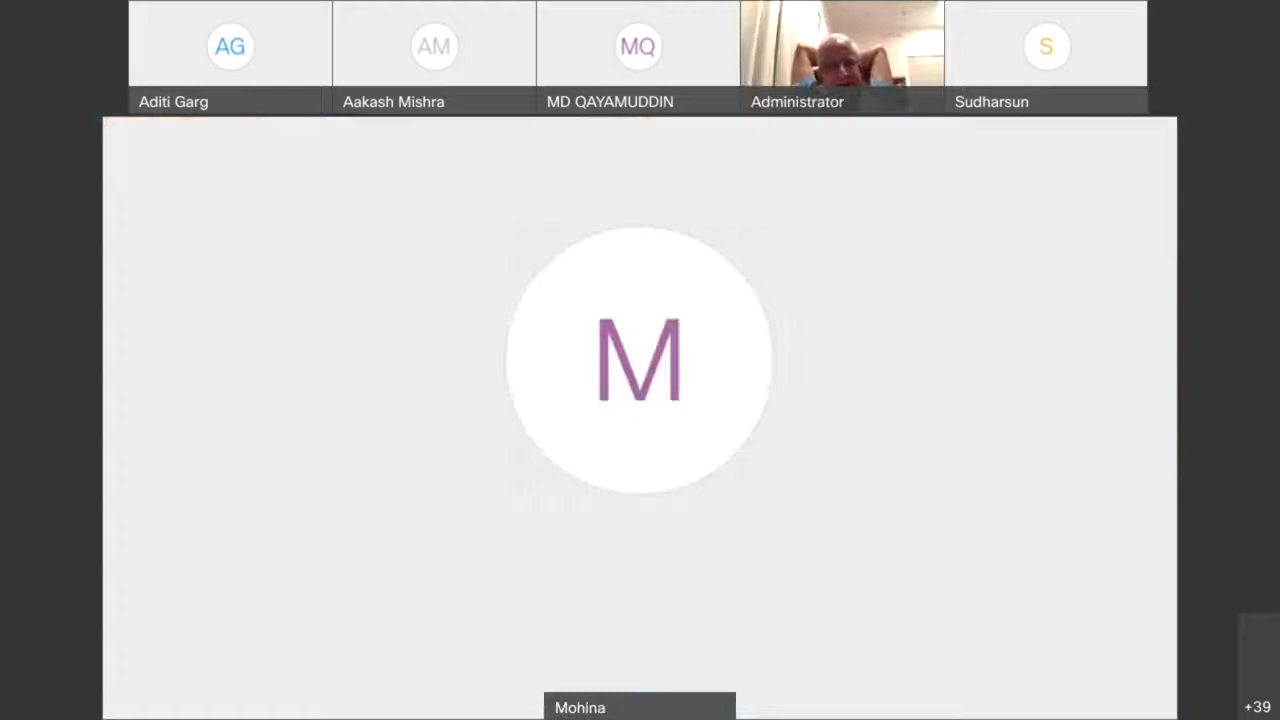 AG
AM
MQ
S
Aditi Garg
Aakash Mishra
MD QAYAMUDDIN
Administrator
Sudharsun
M
Mohina
+39